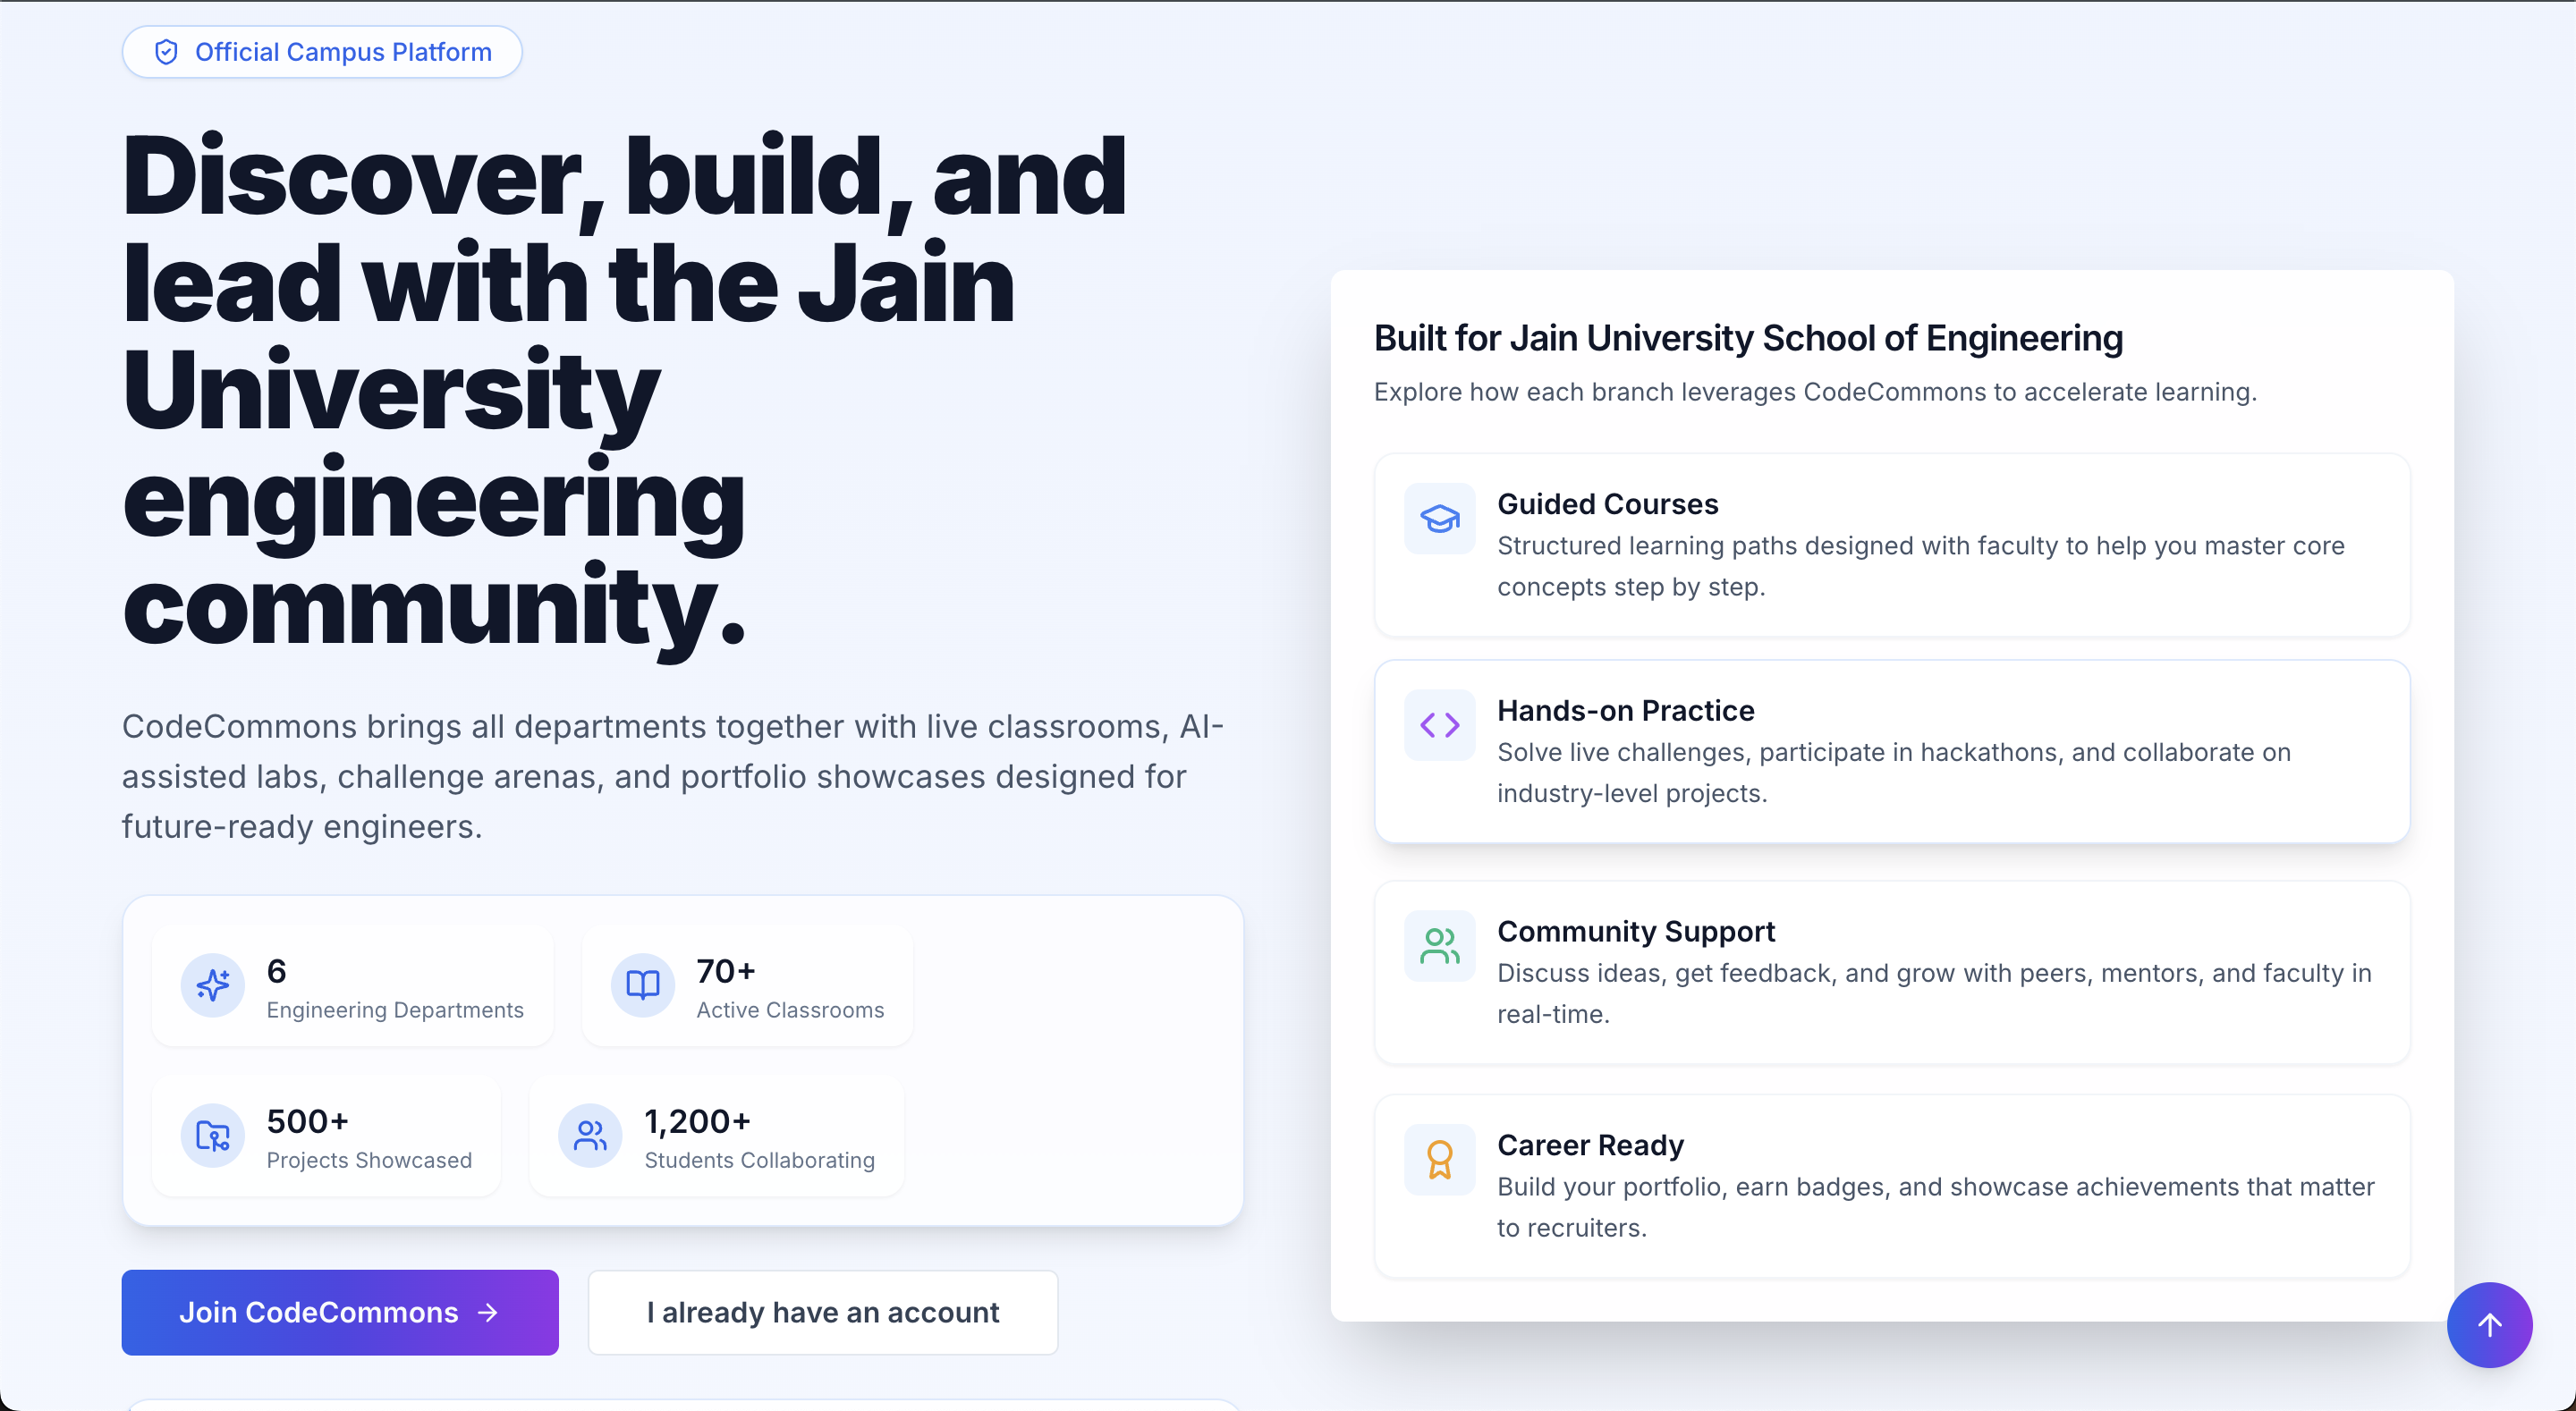 Official Campus Platform
Discover, build, and
lead with the Jain
University
engineering
community.
CodeCommons brings all departments together with live classrooms, AI-
assisted labs, challenge arenas, and portfolio showcases designed for
future-ready engineers.
6
Engineering Departments
70+
Active Classrooms
500+
Projects Showcased
1,200+
Students Collaborating
Join CodeCommons
I already have an account
Built for Jain University School of Engineering
Explore how each branch leverages CodeCommons to accelerate learning.
Guided Courses
Structured learning paths designed with faculty to help you master core
concepts step by step.
Hands-on Practice
Solve live challenges, participate in hackathons, and collaborate on
industry-level projects.
Community Support
Discuss ideas, get feedback, and grow with peers, mentors, and faculty in
real-time.
Career Ready
Build your portfolio, earn badges, and showcase achievements that matter
to recruiters.